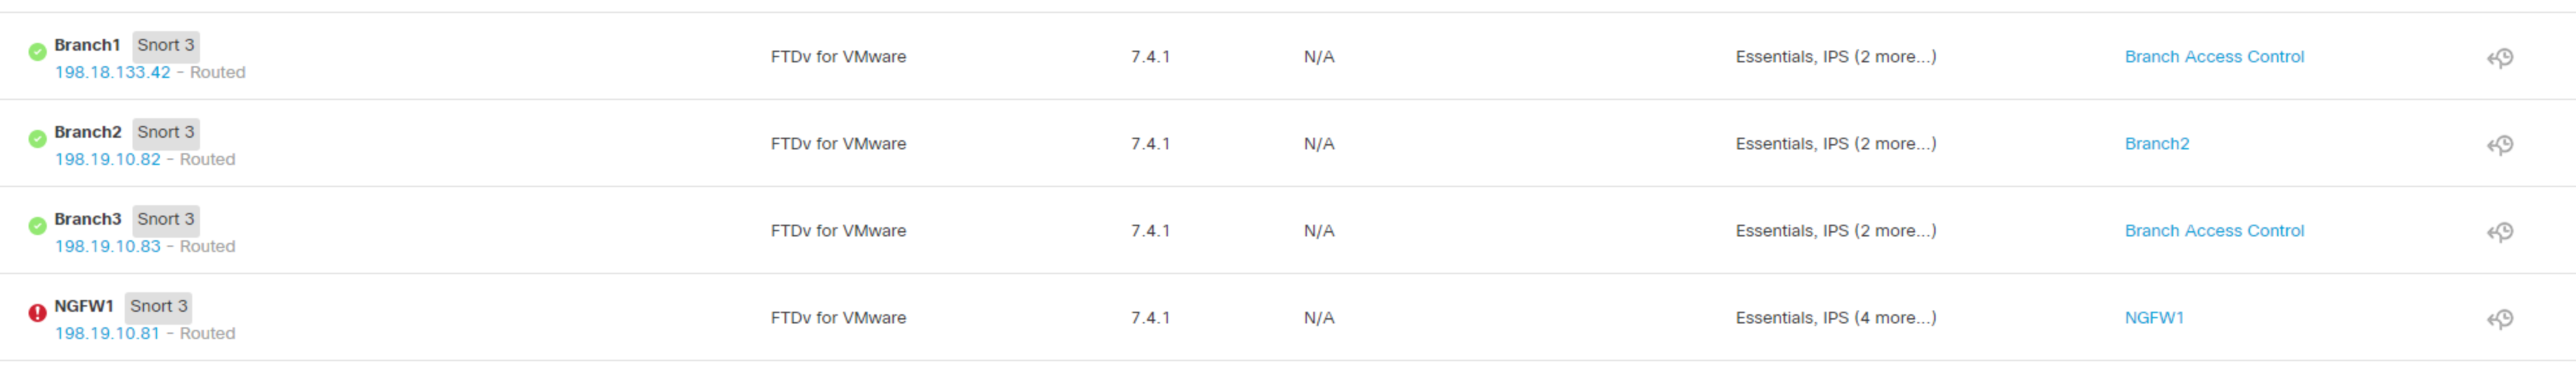 Branch1 Snort 3
198.18.133.42 - Routed
FTDv for VMware 7.4.1 N/A Essentials, IPS (2 more...) Branch Access Control
Branch2 Snort 3
198.19.10.82 - Routed
FTDv for VMware 7.4.1 N/A Essentials, IPS (2 more...) Branch2
Branch3 Snort 3
198.19.10.83 - Routed
FTDv for VMware 7.4.1 N/A Essentials, IPS (2 more...) Branch Access Control
NGFW1 Snort 3
198.19.10.81 - Routed
FTDv for VMware 7.4.1 N/A Essentials, IPS (4 more...) NGFW1